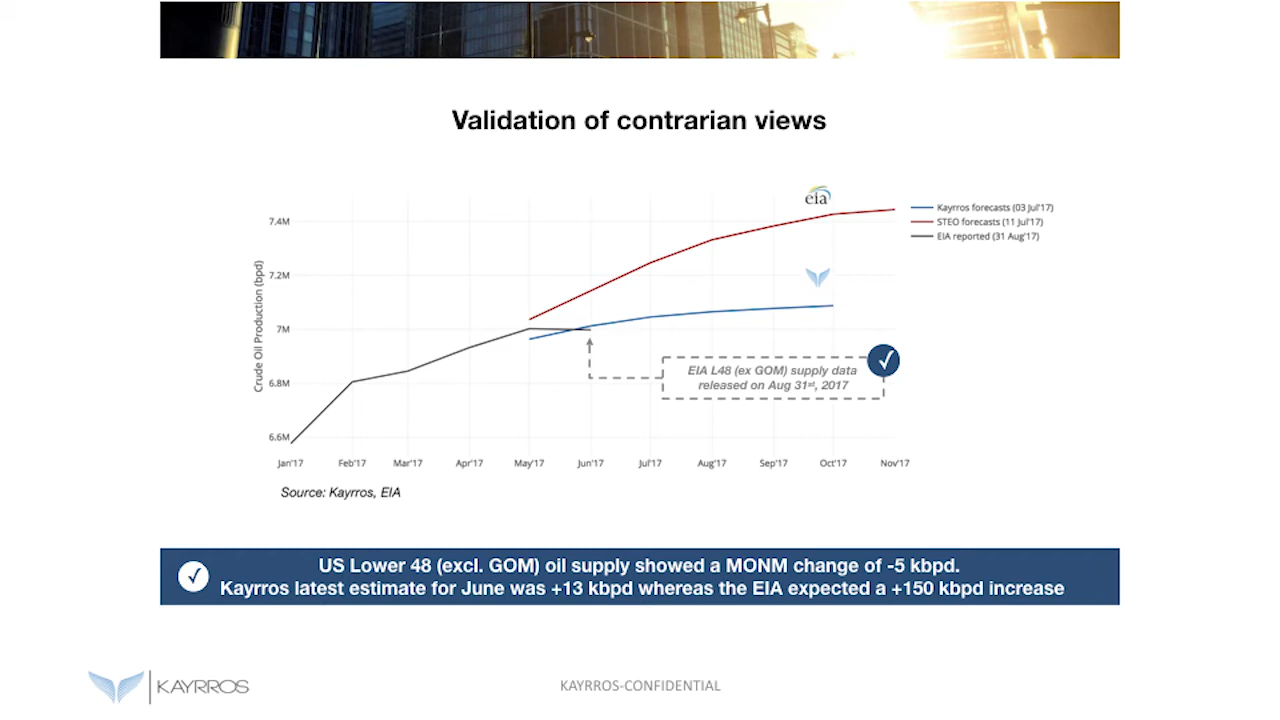 Validation of contrarian views
eia
Kayrros forecasts (03 Jul'17)
STEO forecasts (11 Jul'17)
EIA reported (31 Aug'17)
Crude Oil Production (bpd)
7.4M
7.2M
7M
6.8M
6.6M
EIA L48 (ex GOM) supply data
released on Aug 31st, 2017
Jan'17 Feb'17 Mar'17 Apr'17 May'17 Jun'17 Jul'17 Aug'17 Sep'17 Oct'17 Nov'17
Source: Kayrros, EIA
US Lower 48 (excl. GOM) oil supply showed a MONM change of -5 kbpd.
Kayrros latest estimate for June was +13 kbpd whereas the EIA expected a +150 kbpd increase
KAYRROS
KAYRROS-CONFIDENTIAL